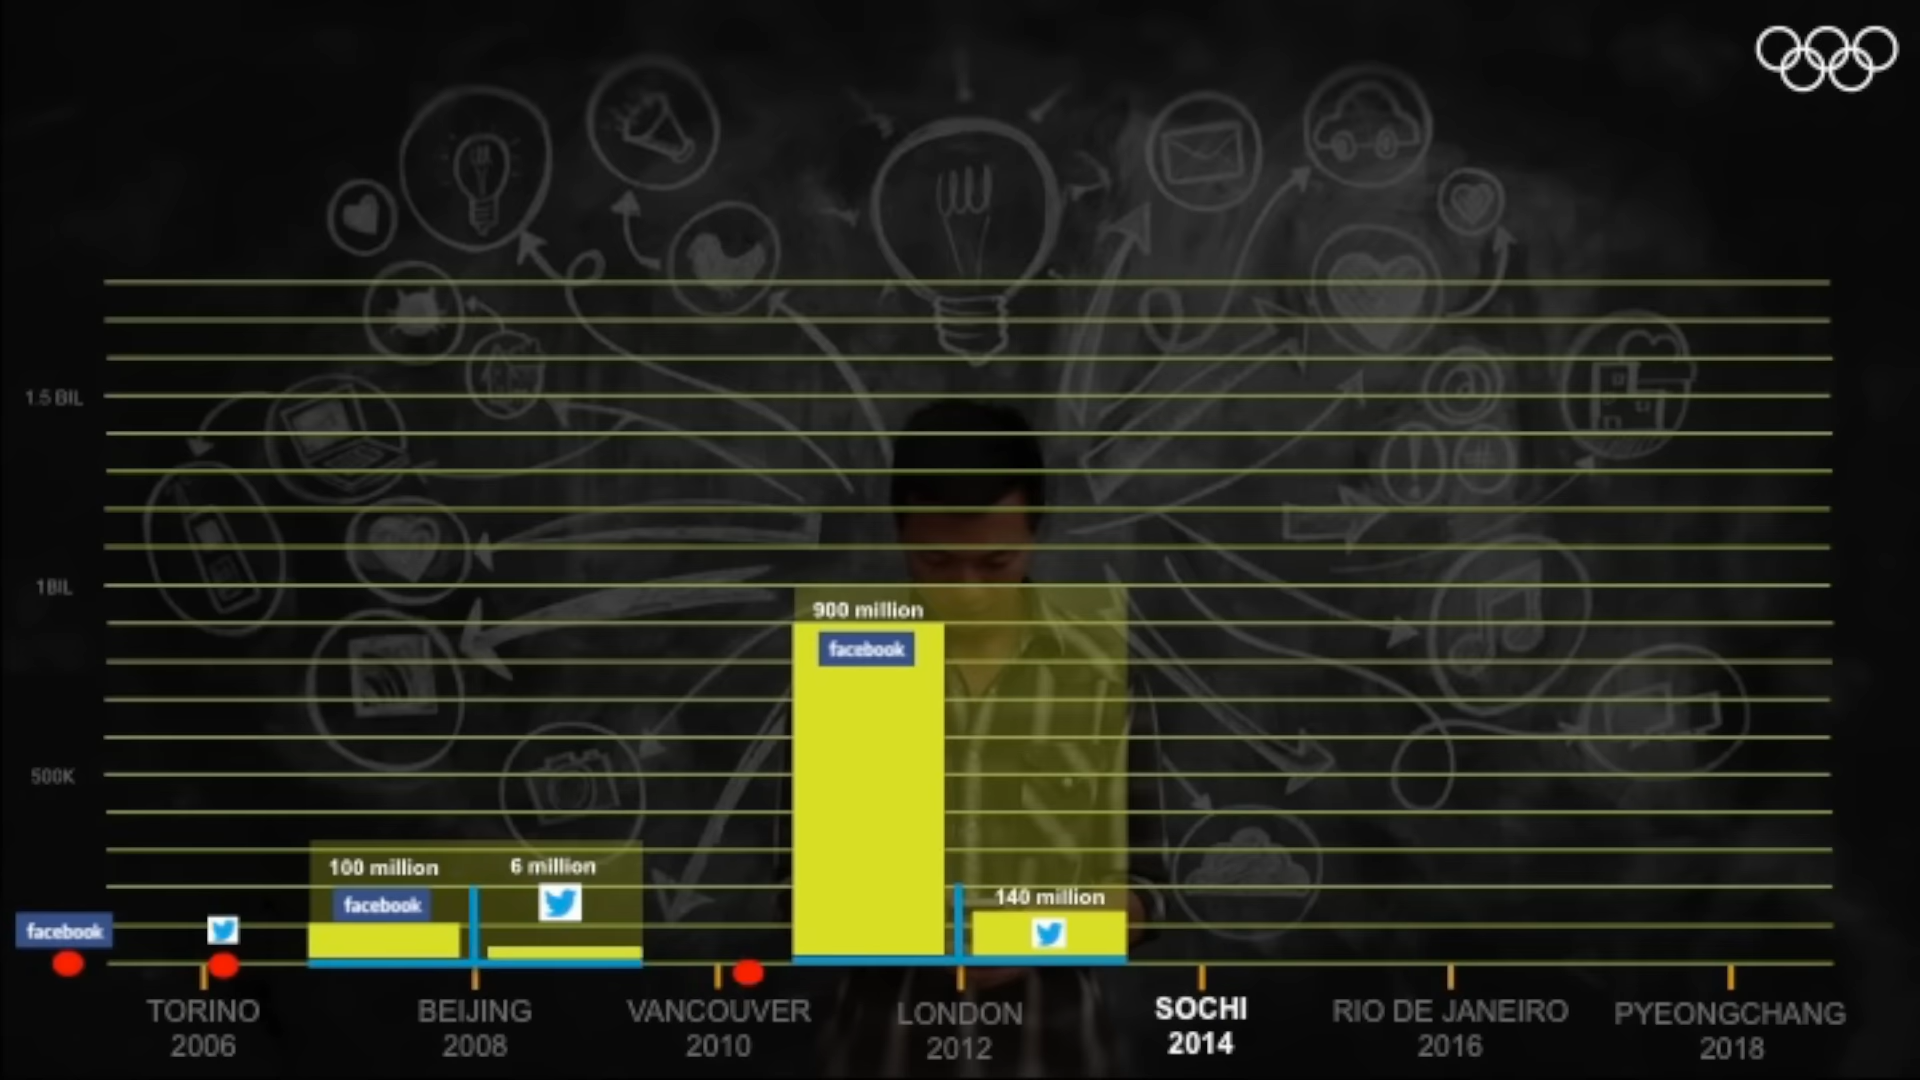 1.5 BIL
1BIL
500K
900 million
facebook
100 million
6 million
facebook
140 million
facebook
TORINO
2006
BEIJING
2008
VANCOUVER
2010
LONDON
2012
SOCHI
2014
RIO DE JANEIRO
2016
PYEONGCHANG
2018